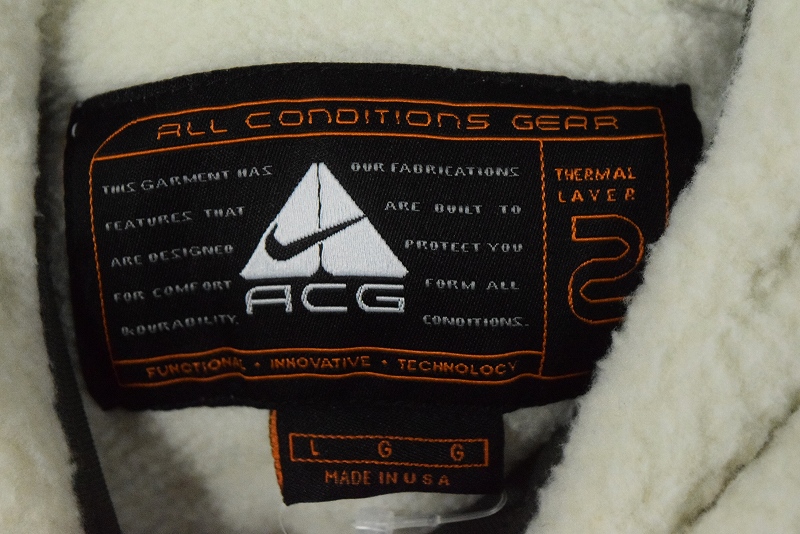 ALL CONDITIONS GEAR
THIS GARMENT HAS
FEATURES THAT
ARE DESIGNED
FOR COMFORT
& DURABILITY.
OUR FABRICATIONS
ARE BUILT TO
PROTECT YOU
FORM ALL
CONDITIONS.
ACG
THERMAL
LAYER
2
FUNCTIONAL • INNOVATIVE • TECHNOLOGY
L G G
MADE IN USA